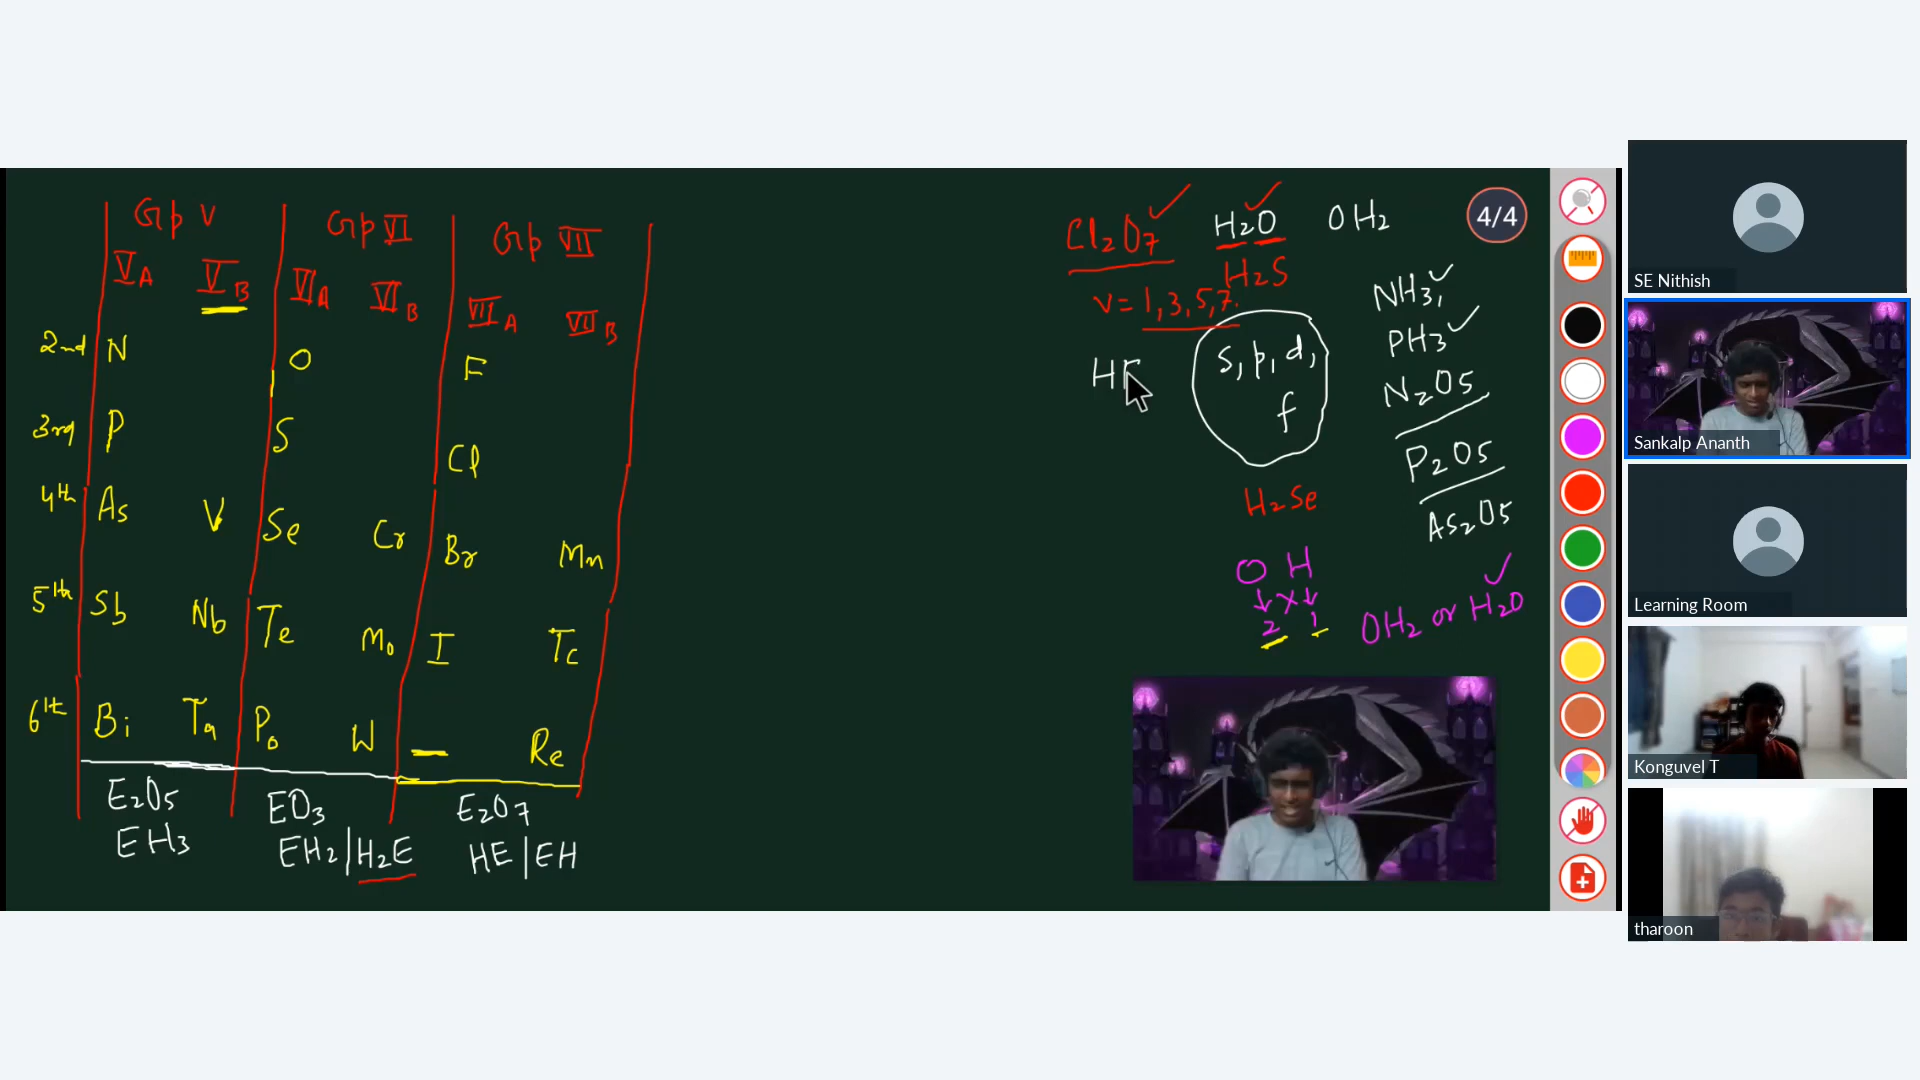 Gp V Gp VI Gp VII
VA VB VIA VIB VIIA VIIB
2nd N O F
3rd P S Cl
4th As V Se Cr Br Mn
5th Sb Nb Te Mo I Tc
6th Bi Ta Po W — Re
E2O5 EO3 E2O7
EH3 EH2|H2E HE|EH
Cl2O7 H2O OH2
H2S
v = 1,3,5,7.
HF
s, p, d,
f
NH3,
PH3
N2O5
P2O5
As2O5
H2Se
O H
2 1
OH2 or H2O
4/4
SE Nithish
Sankalp Ananth
Learning Room
Konguvel T
tharoon